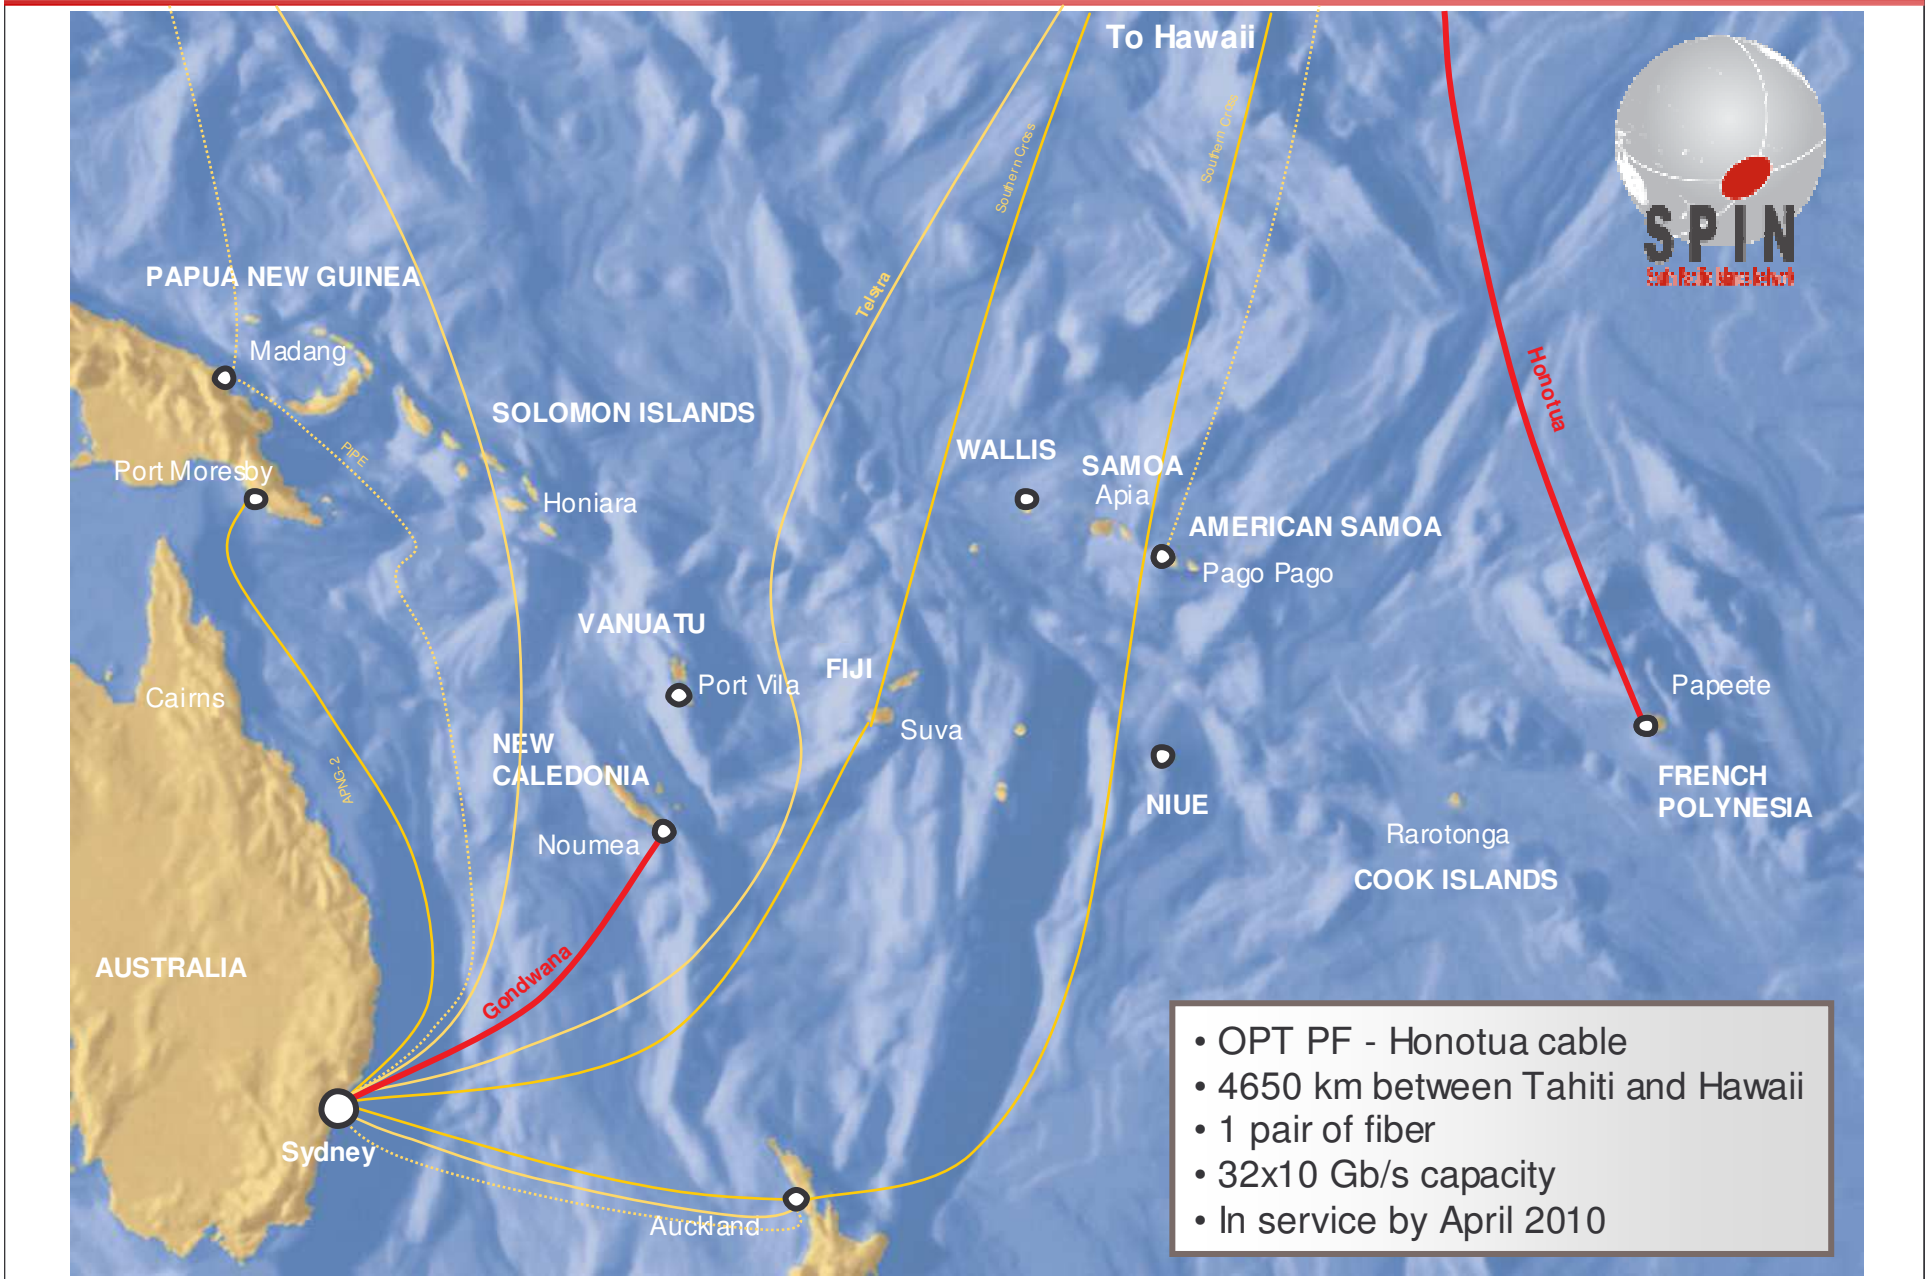 To Hawaii
Southern Cross
Southern Cross
SPIN
PAPUA NEW GUINEA
Telstra
Madang
Honotua
SOLOMON ISLANDS
WALLIS
SAMOA
PIPE
Port Moresby
Apia
Honiara
AMERICAN SAMOA
Pago Pago
VANUATU
FIJI
Port Vila
Papeete
Cairns
Suva
NEW
CALEDONIA
APNG-2
FRENCH
POLYNESIA
NIUE
Noumea
Rarotonga
COOK ISLANDS
AUSTRALIA
Gondwana
• OPT PF - Honotua cable
• 4650 km between Tahiti and Hawaii
• 1 pair of fiber
• 32x10 Gb/s capacity
• In service by April 2010
Sydney
Auckland